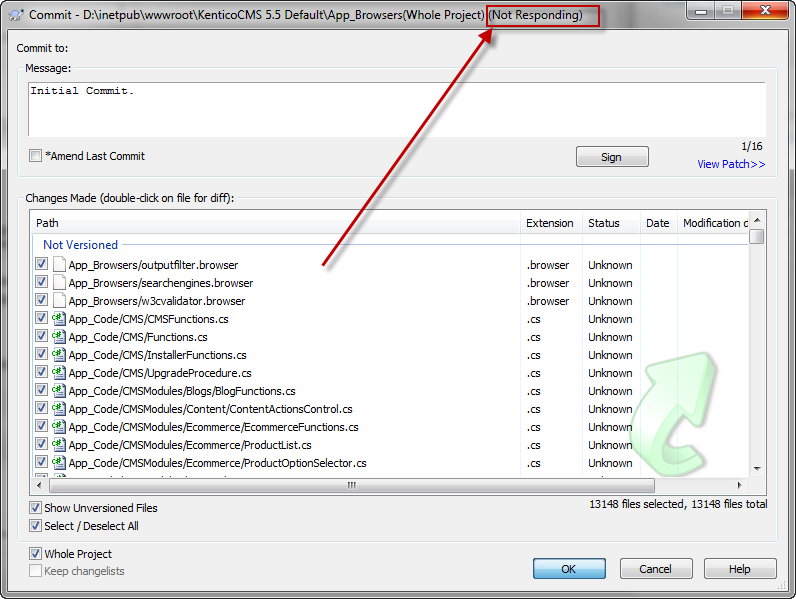 Commit - D:\inetpub\wwwroot\KenticoCMS 5.5 Default\App_Browsers(Whole Project) (Not Responding)
Commit to:
Message:
Initial Commit.
*Amend Last Commit
Sign
1/16
View Patch>>
Changes Made (double-click on file for diff):
Path Extension Status Date Modification d
Not Versioned
App_Browsers/outputfilter.browser .browser Unknown
App_Browsers/searchengines.browser .browser Unknown
App_Browsers/w3cvalidator.browser .browser Unknown
App_Code/CMS/CMSFunctions.cs .cs Unknown
App_Code/CMS/Functions.cs .cs Unknown
App_Code/CMS/InstallerFunctions.cs .cs Unknown
App_Code/CMS/UpgradeProcedure.cs .cs Unknown
App_Code/CMSModules/Blogs/BlogFunctions.cs .cs Unknown
App_Code/CMSModules/Content/ContentActionsControl.cs .cs Unknown
App_Code/CMSModules/Ecommerce/EcommerceFunctions.cs .cs Unknown
App_Code/CMSModules/Ecommerce/ProductList.cs .cs Unknown
App_Code/CMSModules/Ecommerce/ProductOptionSelector.cs .cs Unknown
Show Unversioned Files
13148 files selected, 13148 files total
Select / Deselect All
Whole Project
Keep changelists
OK Cancel Help